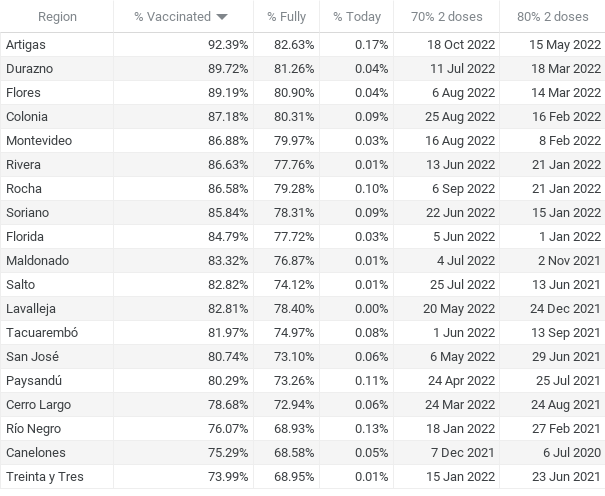 Region % Vaccinated % Fully % Today 70% 2 doses 80% 2 doses
Artigas 92.39% 82.63% 0.17% 18 Oct 2022 15 May 2022
Durazno 89.72% 81.26% 0.04% 11 Jul 2022 18 Mar 2022
Flores 89.19% 80.90% 0.04% 6 Aug 2022 14 Mar 2022
Colonia 87.18% 80.31% 0.09% 25 Aug 2022 16 Feb 2022
Montevideo 86.88% 79.97% 0.03% 16 Aug 2022 8 Feb 2022
Rivera 86.63% 77.76% 0.01% 13 Jun 2022 21 Jan 2022
Rocha 86.58% 79.28% 0.10% 6 Sep 2022 21 Jan 2022
Soriano 85.84% 78.31% 0.09% 22 Jun 2022 15 Jan 2022
Florida 84.79% 77.72% 0.03% 5 Jun 2022 1 Jan 2022
Maldonado 83.32% 76.87% 0.01% 4 Jul 2022 2 Nov 2021
Salto 82.82% 74.12% 0.01% 25 Jul 2022 13 Jun 2021
Lavalleja 82.81% 78.40% 0.00% 20 May 2022 24 Dec 2021
Tacuarembó 81.97% 74.97% 0.08% 1 Jun 2022 13 Sep 2021
San José 80.74% 73.10% 0.06% 6 May 2022 29 Jun 2021
Paysandú 80.29% 73.26% 0.11% 24 Apr 2022 25 Jul 2021
Cerro Largo 78.68% 72.94% 0.06% 24 Mar 2022 24 Aug 2021
Río Negro 76.07% 68.93% 0.13% 18 Jan 2022 27 Feb 2021
Canelones 75.29% 68.58% 0.05% 7 Dec 2021 6 Jul 2020
Treinta y Tres 73.99% 68.95% 0.01% 15 Jan 2022 23 Jun 2021